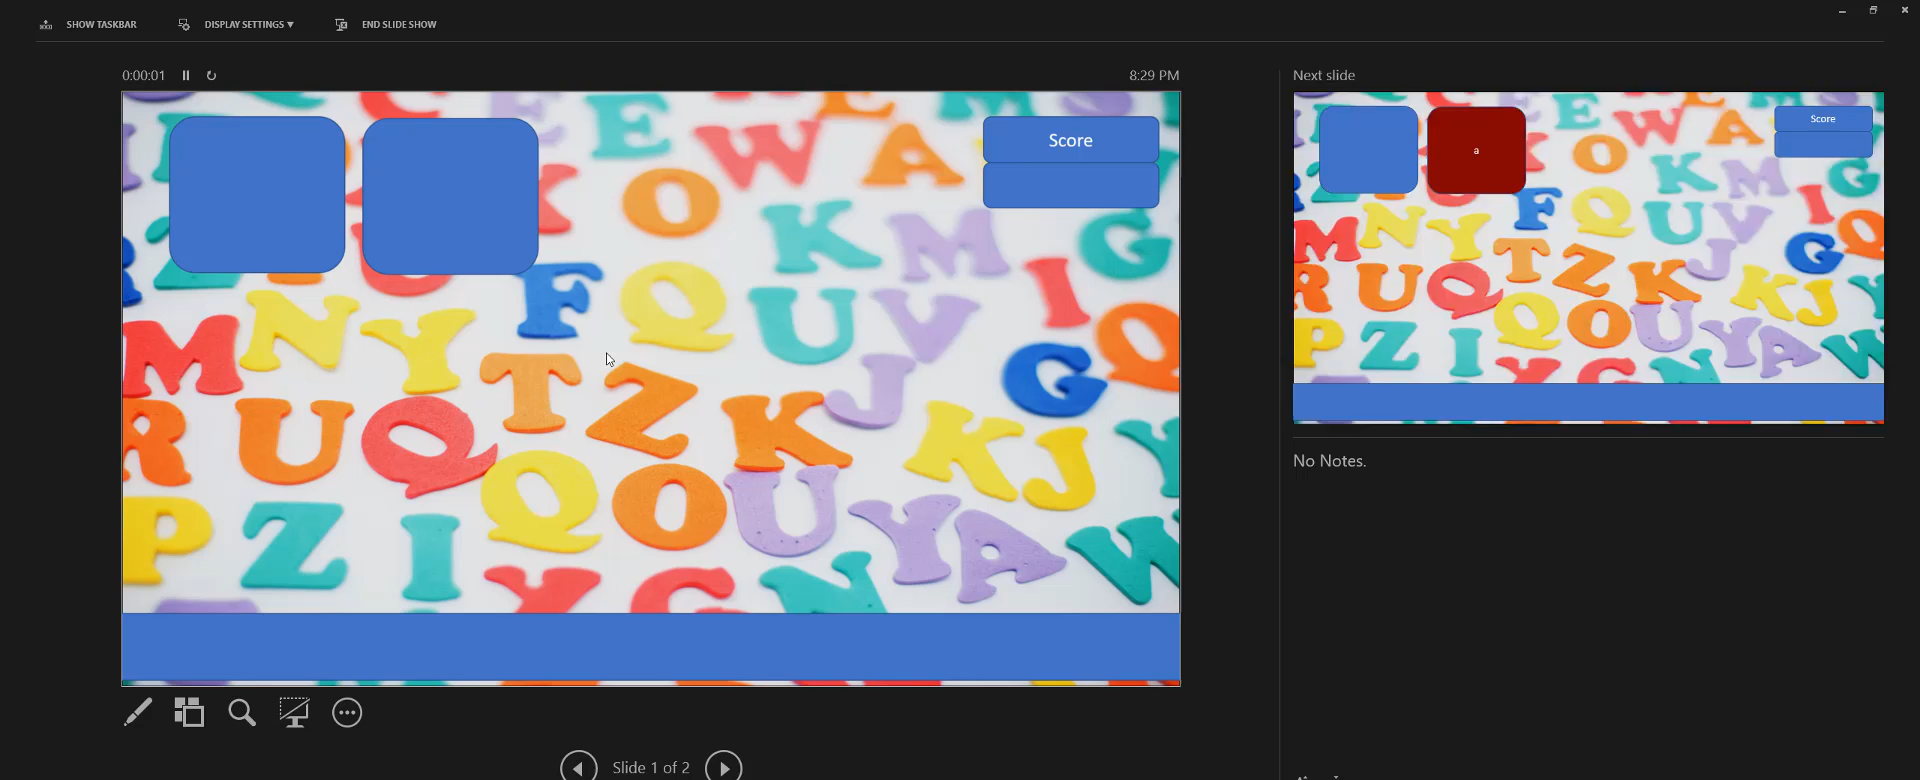 SHOW TASKBAR
DISPLAY SETTINGS ▼
END SLIDE SHOW
0:00:01
8:29 PM
Next slide
Score
Score
a
No Notes.
E E W O W A
O K M G
F Q U V I
M N Y
T Z J G Q
R U Q K K J Y
P Z I Q O U Y A W
Y G N
Slide 1 of 2